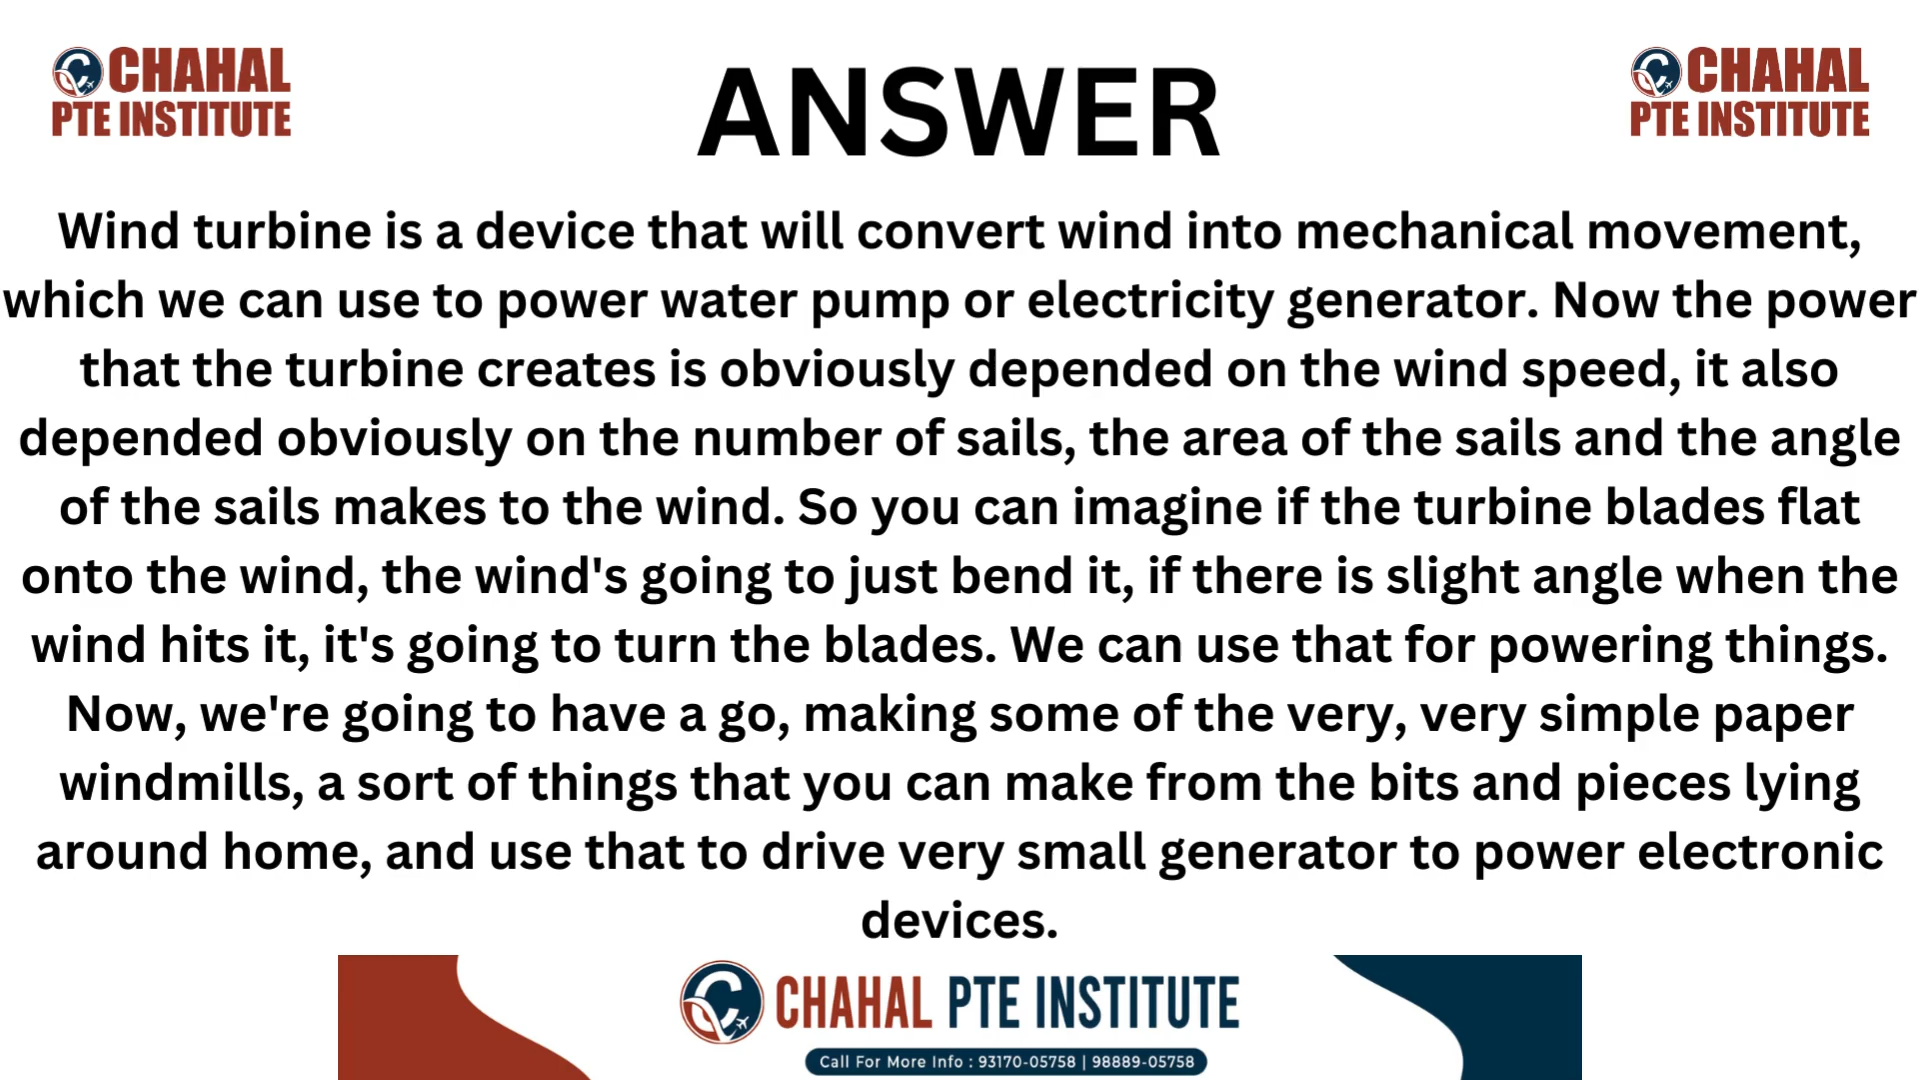 CHAHAL
PTE INSTITUTE
ANSWER
CHAHAL
PTE INSTITUTE
Wind turbine is a device that will convert wind into mechanical movement,
which we can use to power water pump or electricity generator. Now the power
that the turbine creates is obviously depended on the wind speed, it also
depended obviously on the number of sails, the area of the sails and the angle
of the sails makes to the wind. So you can imagine if the turbine blades flat
onto the wind, the wind's going to just bend it, if there is slight angle when the
wind hits it, it's going to turn the blades. We can use that for powering things.
Now, we're going to have a go, making some of the very, very simple paper
windmills, a sort of things that you can make from the bits and pieces lying
around home, and use that to drive very small generator to power electronic
devices.
CHAHAL PTE INSTITUTE
Call For More Info : 93170-05758 | 98889-05758